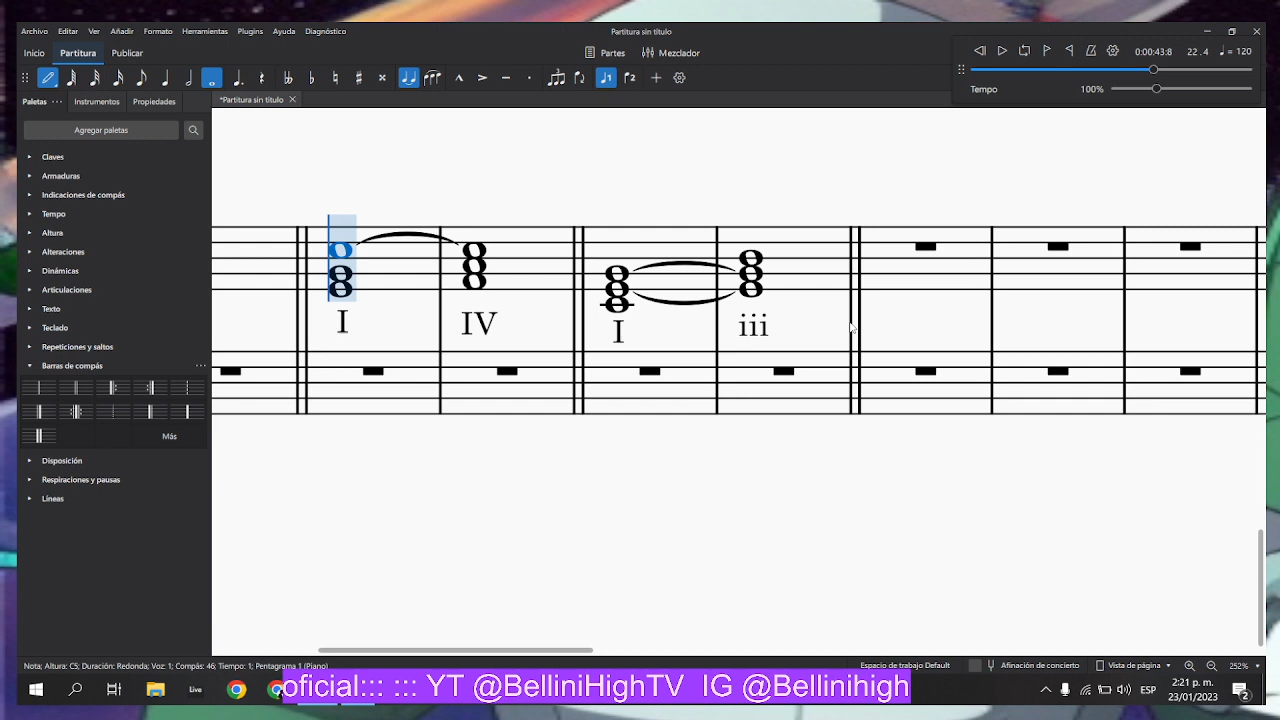 Archivo Editar Ver Añadir Formato Herramientas Plugins Ayuda Diagnóstico
Partitura sin título
Inicio Partitura Publicar
Partes Mezclador
0:00:43:8 22..4 = 120
Tempo 100%
Paletas Instrumentos Propiedades
*Partitura sin título
Agregar paletas
Claves
Armaduras
Indicaciones de compás
Tempo
Altura
Alteraciones
Dinámicas
Articulaciones
Texto
Teclado
Repeticiones y saltos
Barras de compás
Más
Disposición
Respiraciones y pausas
Líneas
I IV I iii
Nota; Altura: C5; Duración: Redonda; Voz: 1; Compás: 46; Tiempo: 1; Pentagrama 1 (Piano)
Espacio de trabajo Default Afinación de concierto Vista de página 252%
Live
oficial::: ::: YT @BelliniHighTV IG @Bellinihigh
ESP
2:21 p. m.
23/01/2023
2